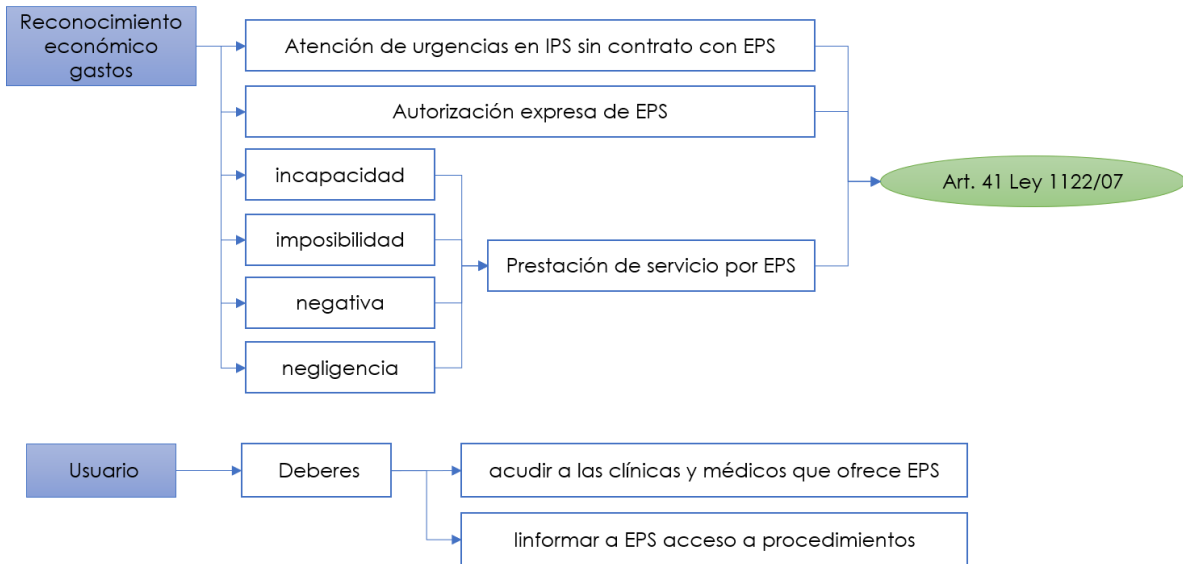 Reconocimiento
económico
gastos
Atención de urgencias en IPS sin contrato con EPS
Autorización expresa de EPS
incapacidad
imposibilidad
negativa
negligencia
Prestación de servicio por EPS
Art. 41 Ley 1122/07
Usuario
Deberes
acudir a las clínicas y médicos que ofrece EPS
Iinformar a EPS acceso a procedimientos